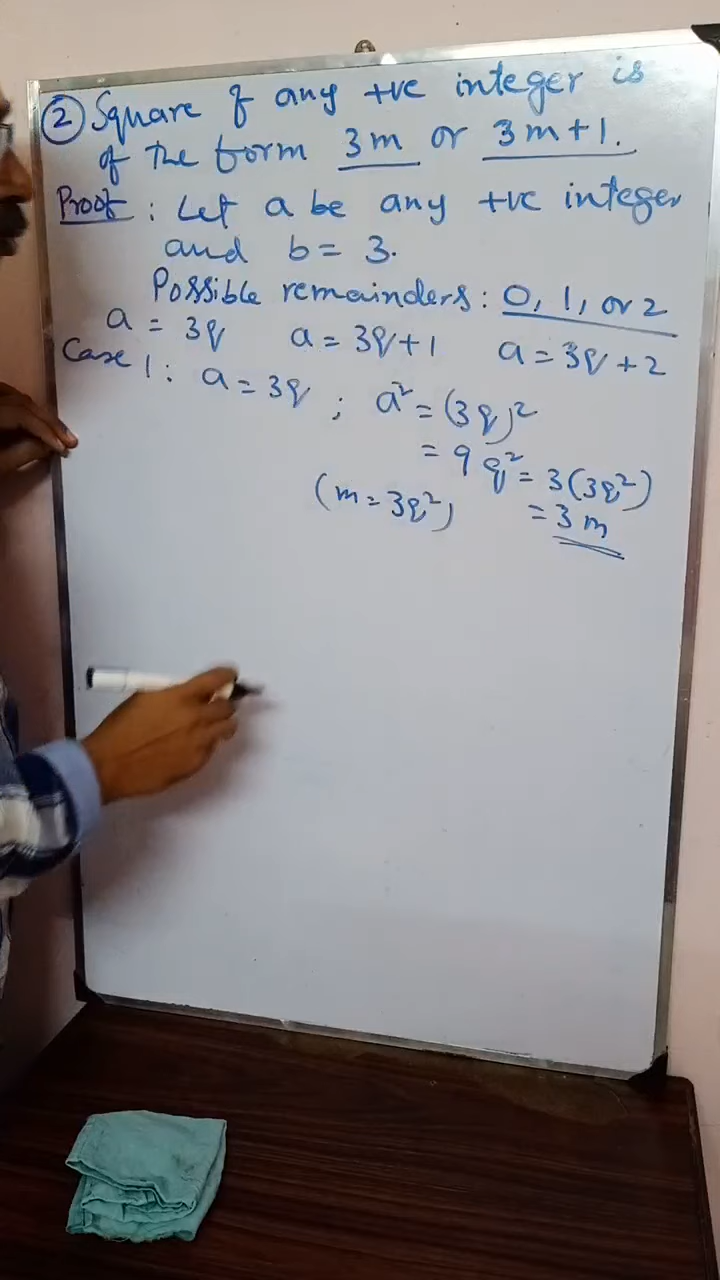 ② Square of any +ve integer is
of the form 3m or 3m+1.
Proof : Let a be any +ve integer
and b = 3.
Possible remainders : 0, 1, or 2
a = 3q a = 3q+1 a = 3q+2
Case 1 : a = 3q ; a² = (3q)²
= 9q² = 3(3q²)
(m = 3q²) = 3m